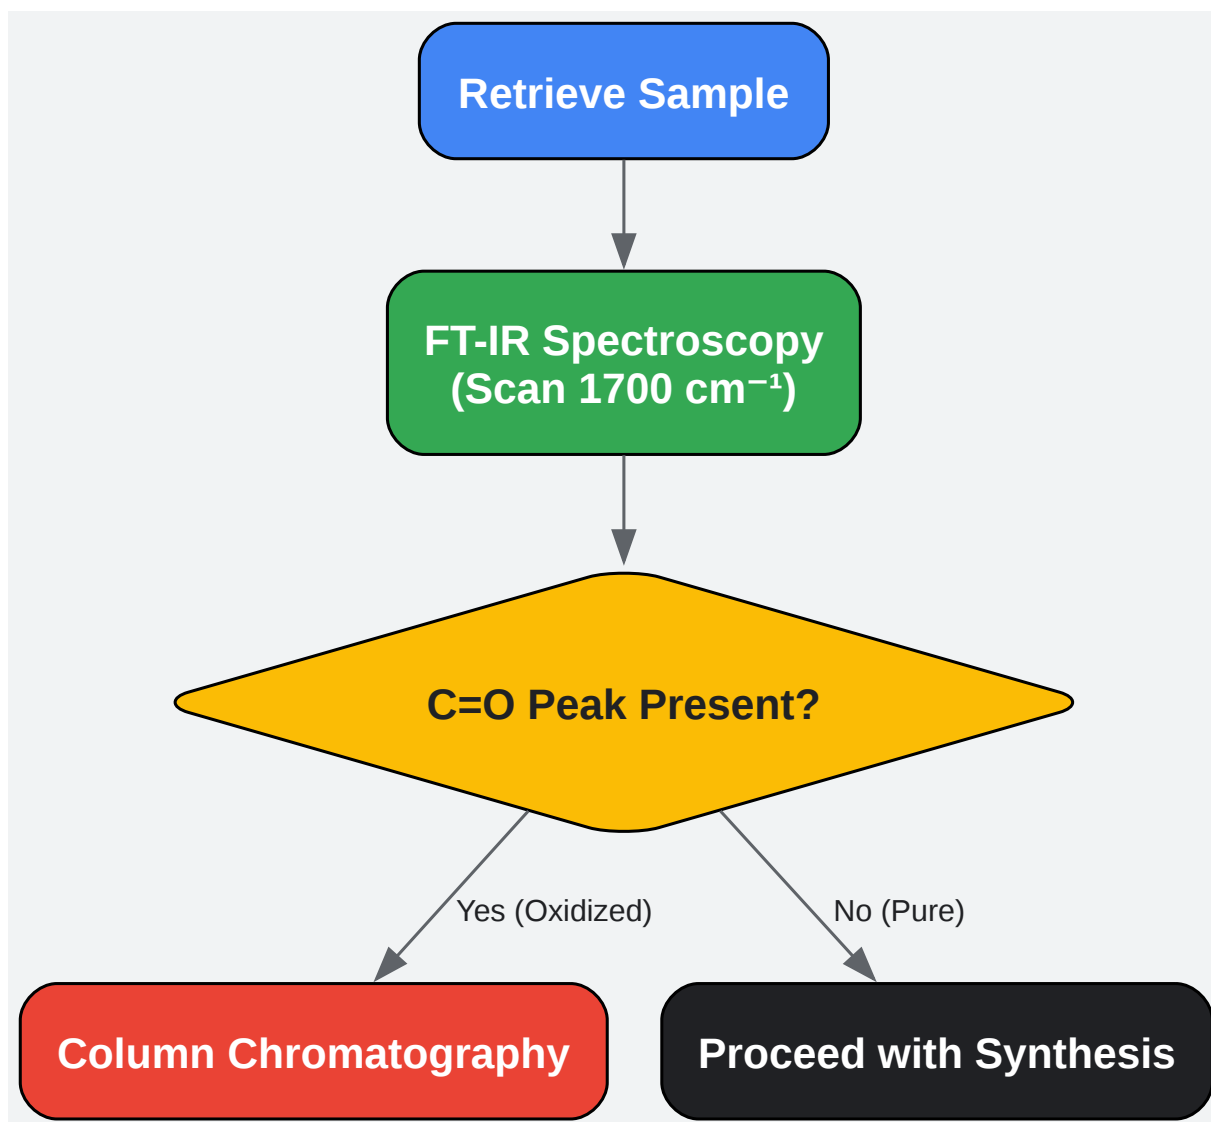 Retrieve Sample
FT-IR Spectroscopy
(Scan 1700 cm⁻¹)
C=O Peak Present?
Yes (Oxidized)
No (Pure)
Column Chromatography
Proceed with Synthesis